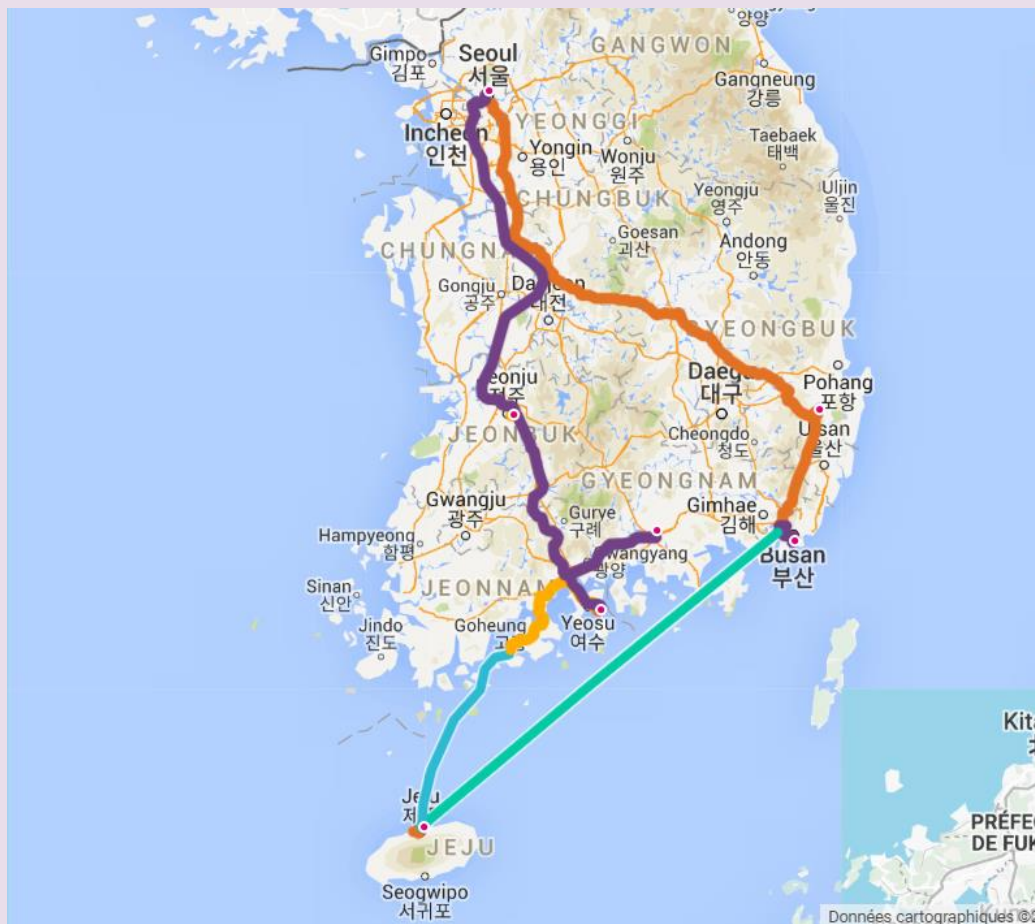 양양
Gimpo
김포
Seoul
서울
GANGWON
Gangneung
강릉
Incheon
인천
YEONGGI
Yongin
용인
Wonju
원주
Taebaek
태백
CHUNGBUK
Yeongju
영주
Uljin
울진
Goesan
괴산
Andong
안동
CHUNGNA
Gongju
공주
대전
GYEONGBUK
Daegu
대구
Pohang
포항
Jeonju
전주
JEONBUK
Cheongdo
청도
Ulsan
울산
GYEONGNAM
Gwangju
광주
Gurye
구례
Gimhae
김해
Hampyeong
함평
Gwangyang
광양
Busan
부산
Sinan
신안
JEONNAM
Jindo
진도
Goheung
고흥
Yeosu
여수
Kita
Jeju
JEJU
Seogwipo
서귀포
PRÉFEC
DE FUK
Données cartographiques ©